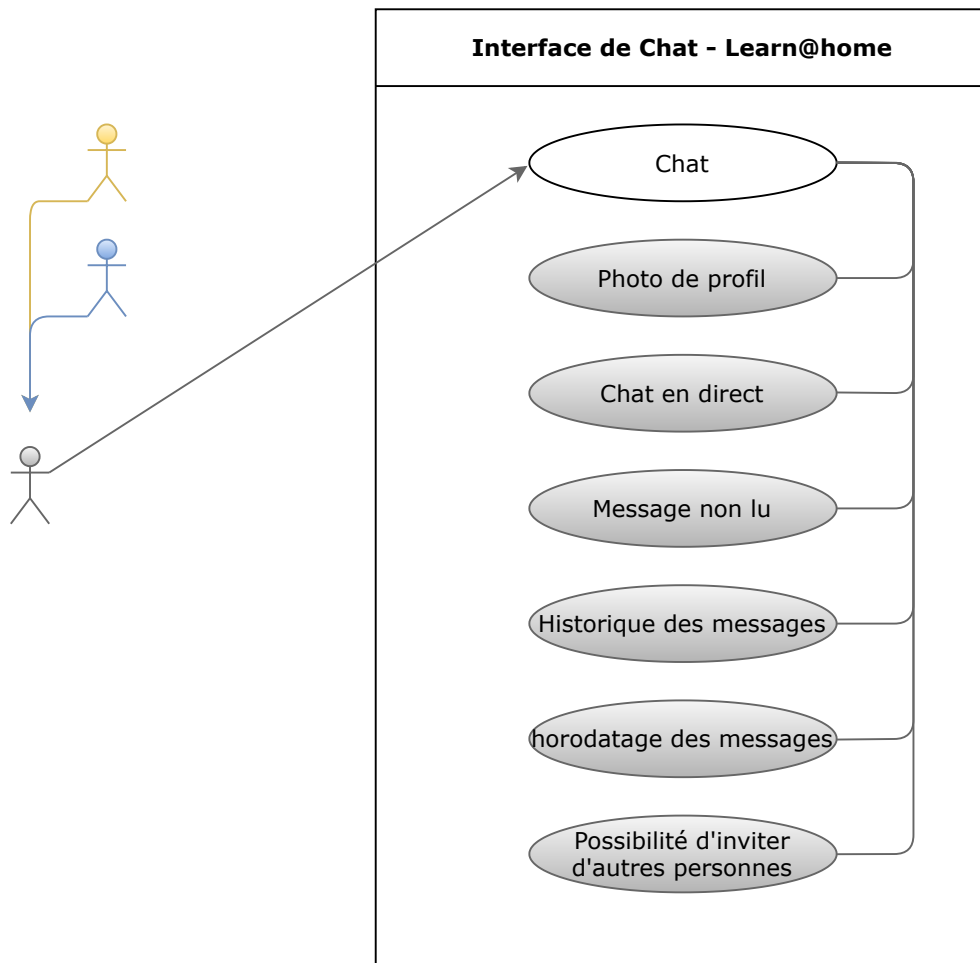 Interface de Chat - Learn@home
Chat
Photo de profil
Chat en direct
Message non lu
Historique des messages
horodatage des messages
Possibilité d'inviter
d'autres personnes